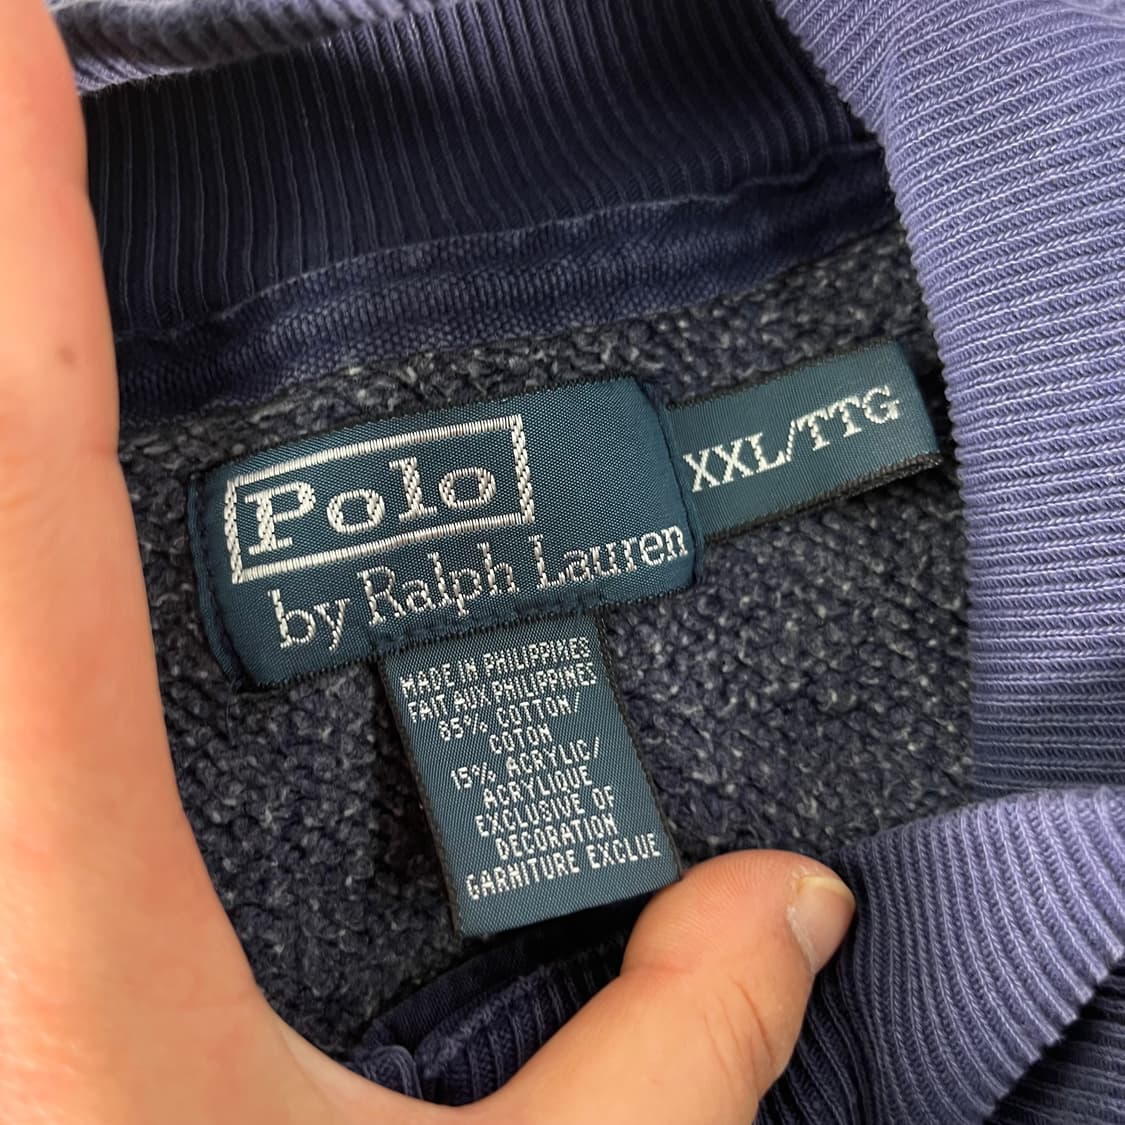 Polo
by Ralph Lauren
XXL/TTG
MADE IN PHILIPPINES
FAIT AUX PHILIPPINES
85% COTTON/
COTON
15% ACRYLIC/
ACRYLIQUE
EXCLUSIVE OF
DECORATION
GARNITURE EXCLUE